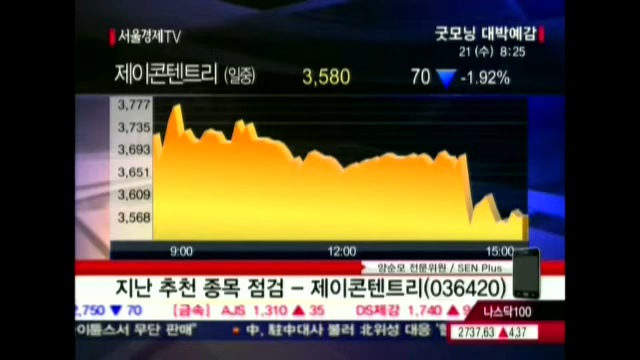 서울경제TV
굿모닝 대박예감
21 (수) 8:25
제이콘텐트리 (일중) 3,580 70 ▼ -1.92%
3,777
3,735
3,693
3,651
3,609
3,568
9:00 12:00 15:00
양순모 전문위원 / SEN Plus
지난 추천 종목 점검 - 제이콘텐트리(036420)
2,750 ▼ 70 [금속] AJS 1,310 ▲ 35 DS제강 1,740 ▲ 9
나스닥100
이툴스서 무단 판매" • 中, 駐中대사 불러 北위성 대응 '협
2737.63 ▲ 4.37